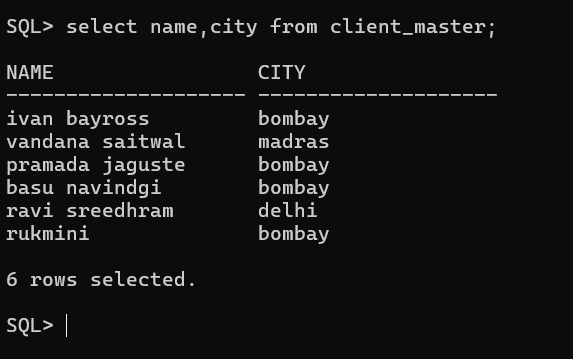 SQL> select name,city from client_master;
NAME                 CITY
-------------------- --------------------
ivan bayross         bombay
vandana saitwal      madras
pramada jaguste      bombay
basu navindgi        bombay
ravi sreedhram       delhi
rukmini              bombay
6 rows selected.
SQL>